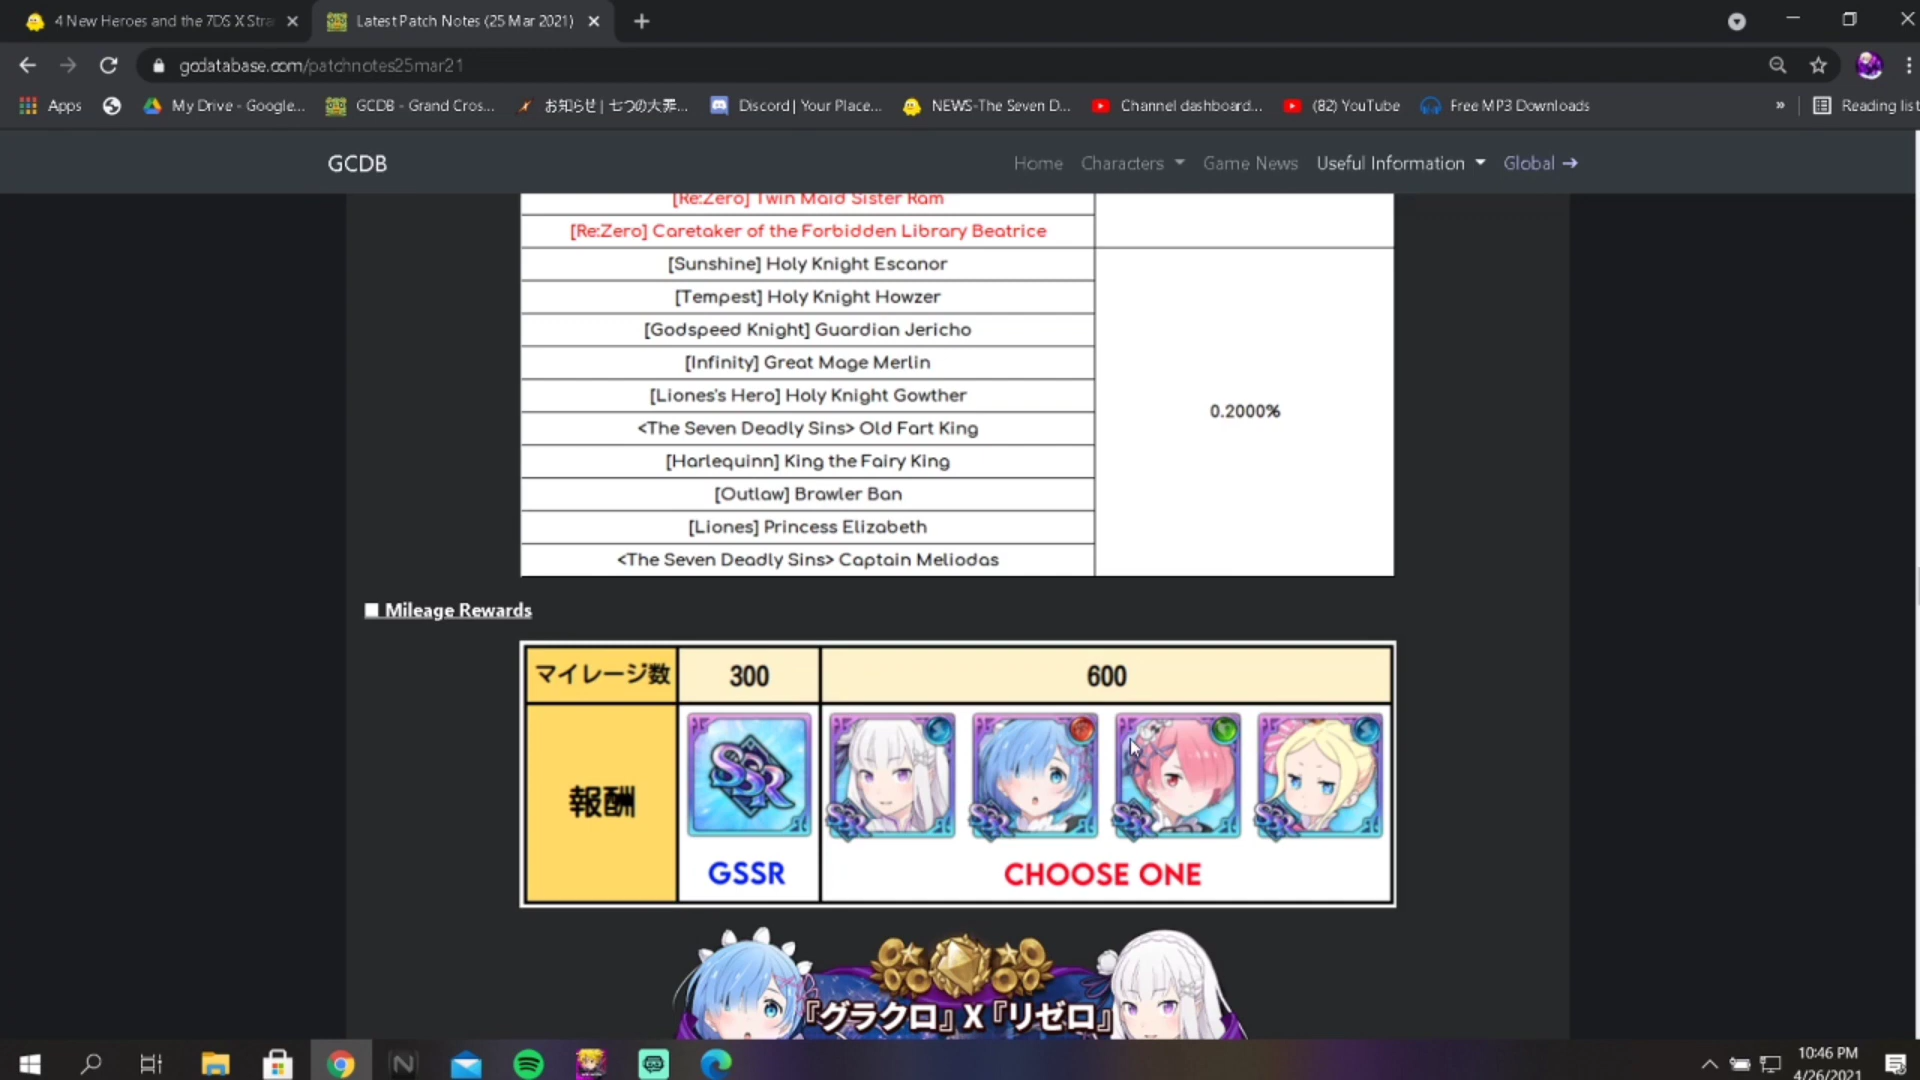 4 New Heroes and the 7DS X Stra
Latest Patch Notes (25 Mar 2021)
gcdatabase.com/patchnotes25mar21
Apps
My Drive - Google...
GCDB - Grand Cros...
お知らせ | 七つの大罪...
Discord | Your Place...
NEWS-The Seven D...
Channel dashboard...
(82) YouTube
Free MP3 Downloads
»
Reading list
GCDB
Home
Characters
Game News
Useful Information
Global →
[Re:Zero] Twin Maid Sister Ram
[Re:Zero] Caretaker of the Forbidden Library Beatrice
[Sunshine] Holy Knight Escanor
[Tempest] Holy Knight Howzer
[Godspeed Knight] Guardian Jericho
[Infinity] Great Mage Merlin
[Liones's Hero] Holy Knight Gowther
<The Seven Deadly Sins> Old Fart King
[Harlequinn] King the Fairy King
[Outlaw] Brawler Ban
[Liones] Princess Elizabeth
<The Seven Deadly Sins> Captain Meliodas
0.2000%
■ Mileage Rewards
マイレージ数
300
600
報酬
SSR
SSR
SSR
SSR
SSR
GSSR
CHOOSE ONE
『グラクロ』X『リゼロ』
10:46 PM
4/26/2021